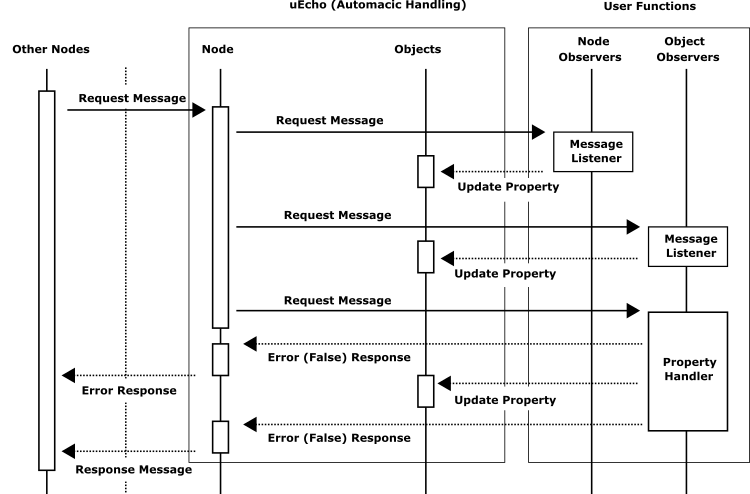 uEcho (Automacic Handling)
User Functions
Other Nodes
Node
Objects
Node
Observers
Object
Observers
Request Message
Request Message
Message
Listener
Update Property
Request Message
Message
Listener
Update Property
Request Message
Error (False) Response
Property
Handler
Error Response
Update Property
Error (False) Response
Response Message